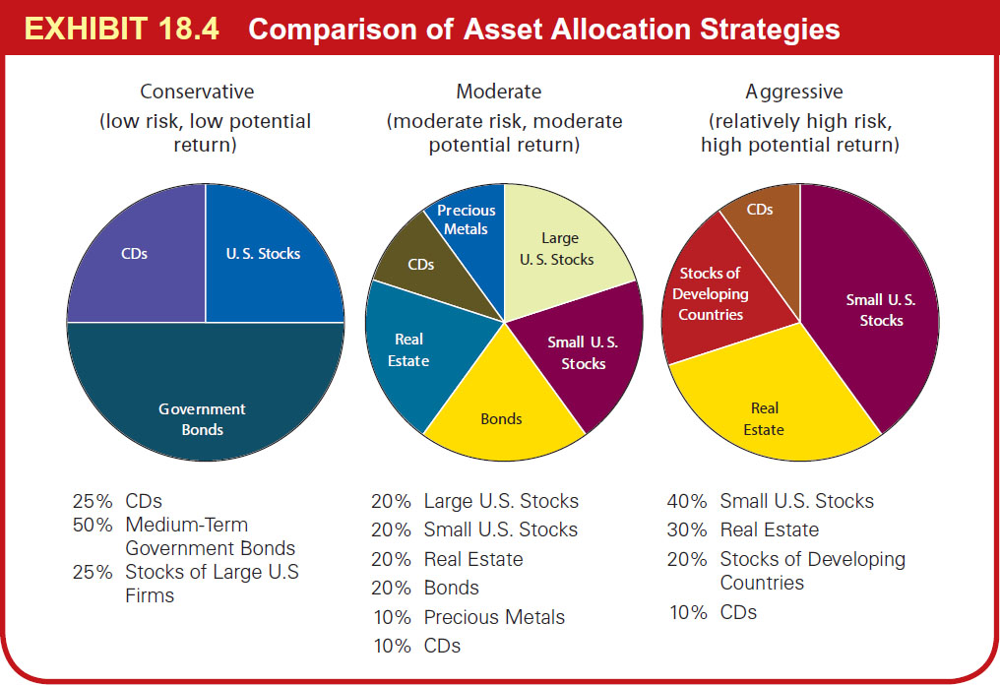 EXHIBIT 18.4 Comparison of Asset Allocation Strategies
Conservative
(low risk, low potential
return)
CDs
U. S. Stocks
Government
Bonds
25% CDs
50% Medium-Term
Government Bonds
25% Stocks of Large U.S
Firms
Moderate
(moderate risk, moderate
potential return)
Precious
Metals
Large
U. S. Stocks
CDs
Real
Estate
Small U. S.
Stocks
Bonds
20% Large U.S. Stocks
20% Small U.S. Stocks
20% Real Estate
20% Bonds
10% Precious Metals
10% CDs
Aggressive
(relatively high risk,
high potential return)
CDs
Stocks of
Developing
Countries
Small U. S.
Stocks
Real
Estate
40% Small U.S. Stocks
30% Real Estate
20% Stocks of Developing
Countries
10% CDs